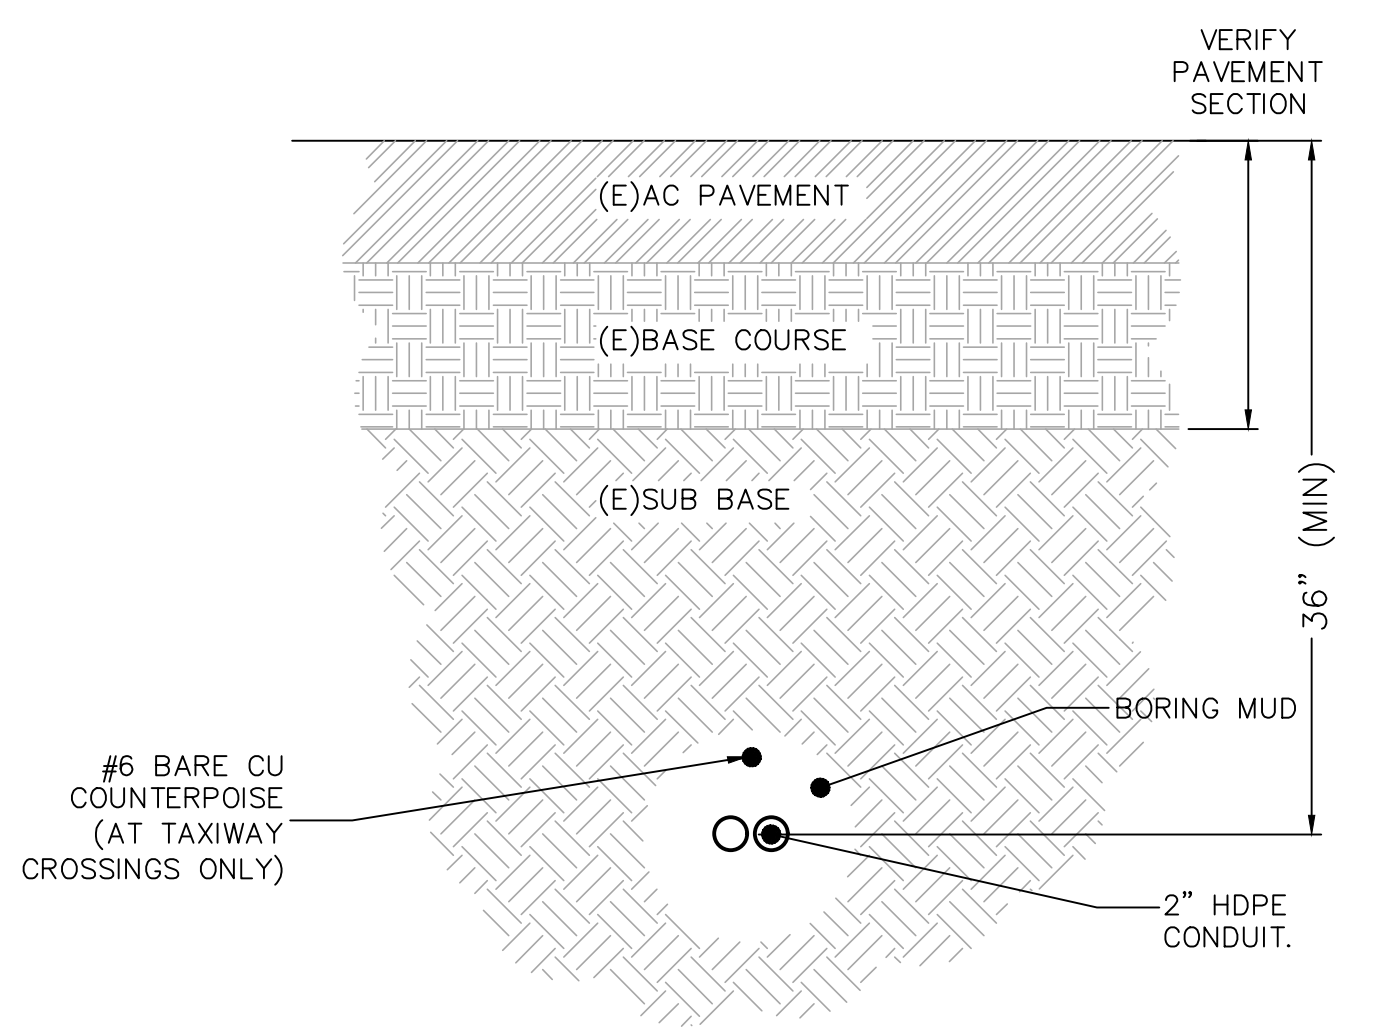 VERIFY
PAVEMENT
SECTION
(E)AC PAVEMENT
(E)BASE COURSE
(E)SUB BASE
36” (MIN)
BORING MUD
#6 BARE CU
COUNTERPOISE
(AT TAXIWAY
CROSSINGS ONLY)
2” HDPE
CONDUIT.